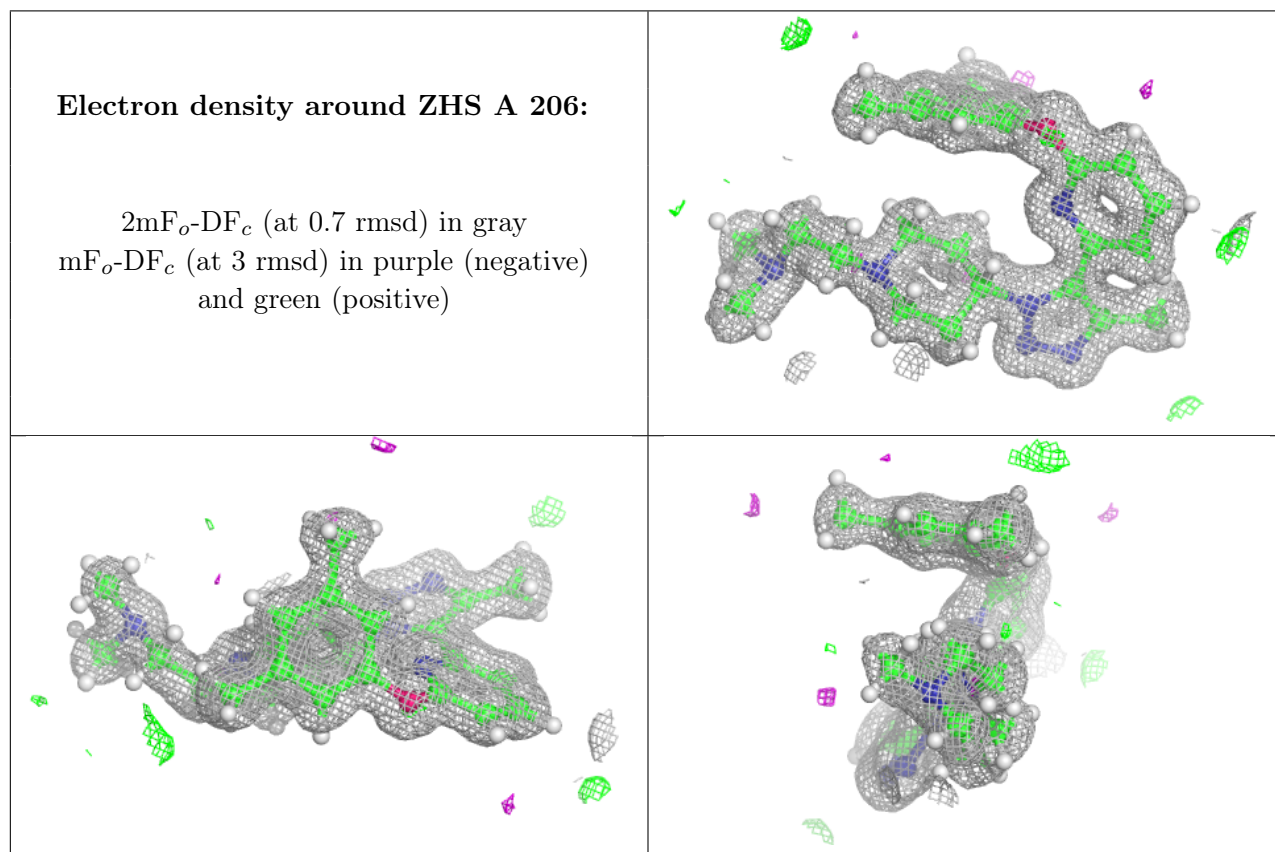 Electron density around ZHS A 206:
2mFo-DFc (at 0.7 rmsd) in gray
mFo-DFc (at 3 rmsd) in purple (negative)
and green (positive)